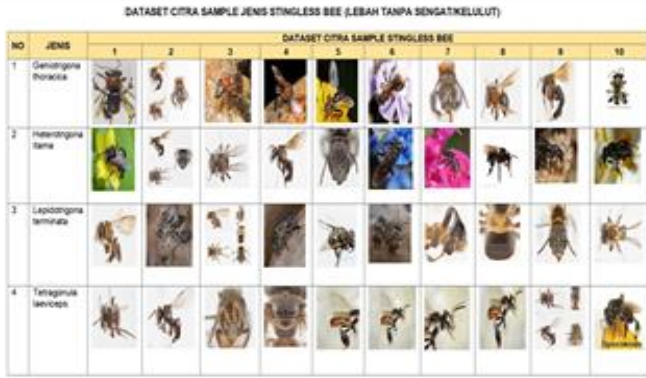 DATASET CITRA SAMPLE JENIS STINGLESS BEE (LEBAH TANPA SENGAT/KELULUT)
NO JENIS DATASET CITRA SAMPLE STINGLESS BEE
1 2 3 4 5 6 7 8 9 10
1 Geniotrigona
thoracica
2 Heterotrigona
itama
3 Lepidotrigona
terminata
4 Tetragonula
laeviceps